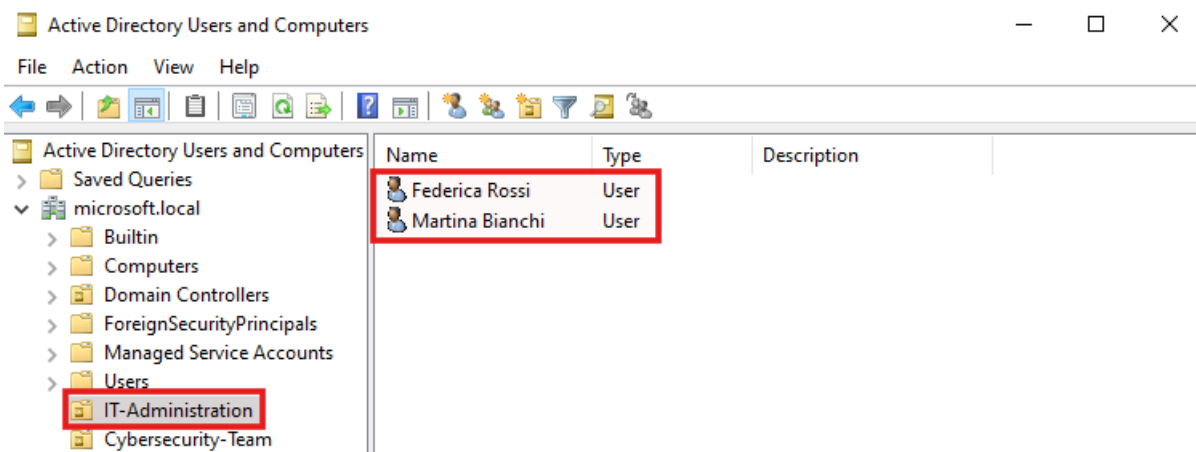 Active Directory Users and Computers
File Action View Help
Active Directory Users and Computers
Saved Queries
microsoft.local
Builtin
Computers
Domain Controllers
ForeignSecurityPrincipals
Managed Service Accounts
Users
IT-Administration
Cybersecurity-Team
Name Type Description
Federica Rossi User
Martina Bianchi User